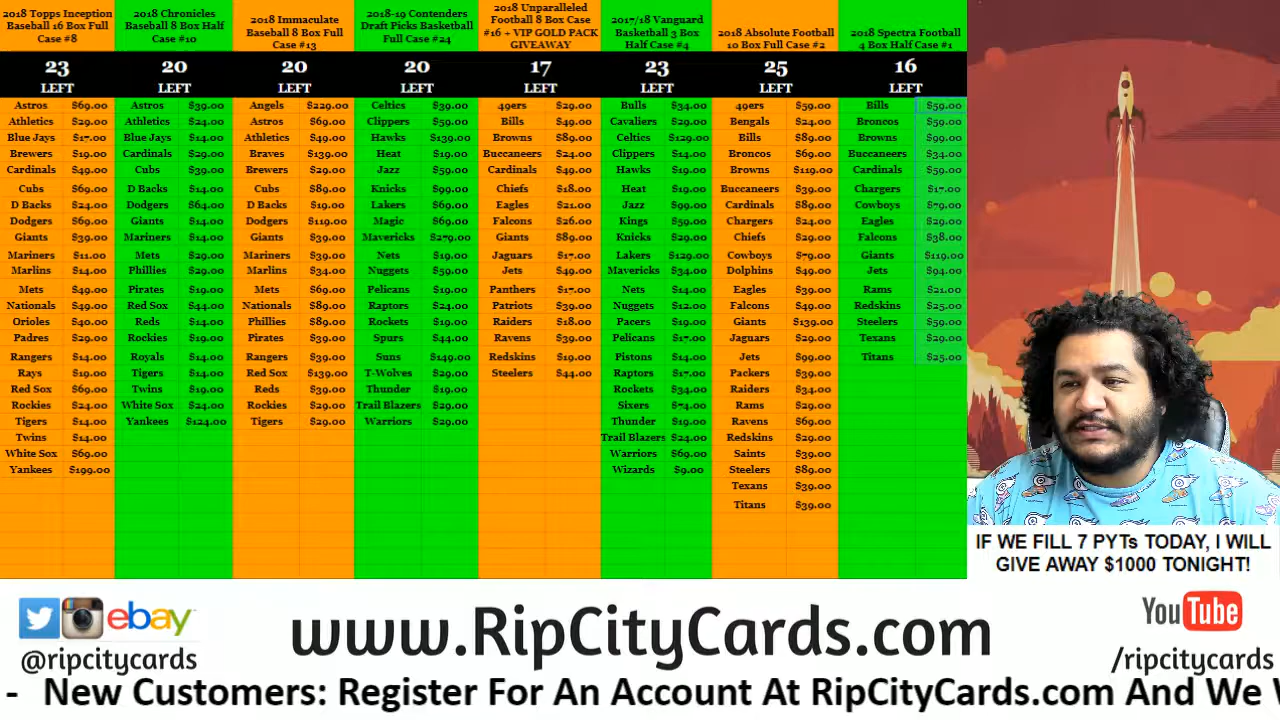 2018 Topps Inception
Baseball 16 Box Full
Case #8
23
LEFT
Astros $69.00
Athletics $29.00
Blue Jays $17.00
Brewers $19.00
Cardinals $49.00
Cubs $69.00
D Backs $24.00
Dodgers $69.00
Giants $39.00
Mariners $11.00
Marlins $14.00
Mets $49.00
Nationals $49.00
Orioles $40.00
Padres $29.00
Rangers $14.00
Rays $19.00
Red Sox $69.00
Rockies $24.00
Tigers $14.00
Twins $14.00
White Sox $69.00
Yankees $199.00
2018 Chronicles
Baseball 8 Box Half
Case #10
20
LEFT
Astros $39.00
Athletics $24.00
Blue Jays $14.00
Cardinals $29.00
Cubs $39.00
D Backs $14.00
Dodgers $64.00
Giants $14.00
Mariners $14.00
Mets $29.00
Phillies $29.00
Pirates $19.00
Red Sox $44.00
Reds $14.00
Rockies $19.00
Royals $14.00
Tigers $14.00
Twins $19.00
White Sox $24.00
Yankees $124.00
2018 Immaculate
Baseball 8 Box Full
Case #13
20
LEFT
Angels $229.00
Astros $69.00
Athletics $49.00
Braves $139.00
Brewers $29.00
Cubs $89.00
D Backs $19.00
Dodgers $119.00
Giants $39.00
Mariners $39.00
Marlins $34.00
Mets $69.00
Nationals $89.00
Phillies $89.00
Pirates $39.00
Rangers $39.00
Red Sox $139.00
Reds $39.00
Rockies $29.00
Tigers $29.00
2018-19 Contenders
Draft Picks Basketball
Full Case #24
20
LEFT
Celtics $39.00
Clippers $59.00
Hawks $139.00
Heat $19.00
Jazz $59.00
Knicks $99.00
Lakers $69.00
Magic $69.00
Mavericks $279.00
Nets $19.00
Nuggets $59.00
Pelicans $19.00
Raptors $24.00
Rockets $19.00
Spurs $44.00
Suns $149.00
T-Wolves $29.00
Thunder $19.00
Trail Blazers $29.00
Warriors $29.00
2018 Unparalleled
Football 8 Box Case
#16 + VIP GOLD PACK
GIVEAWAY
17
LEFT
49ers $29.00
Bills $49.00
Browns $89.00
Buccaneers $24.00
Cardinals $49.00
Chiefs $18.00
Eagles $21.00
Falcons $26.00
Giants $89.00
Jaguars $17.00
Jets $49.00
Panthers $17.00
Patriots $39.00
Raiders $18.00
Ravens $39.00
Redskins $19.00
Steelers $44.00
2017/18 Vanguard
Basketball 3 Box
Half Case #4
23
LEFT
Bulls $34.00
Cavaliers $29.00
Celtics $129.00
Clippers $14.00
Hawks $19.00
Heat $19.00
Jazz $99.00
Kings $59.00
Knicks $29.00
Lakers $129.00
Mavericks $34.00
Nets $14.00
Nuggets $12.00
Pacers $19.00
Pelicans $17.00
Pistons $14.00
Raptors $17.00
Rockets $34.00
Sixers $74.00
Thunder $19.00
Trail Blazers $24.00
Warriors $69.00
Wizards $9.00
2018 Absolute Football
10 Box Full Case #2
25
LEFT
49ers $59.00
Bengals $24.00
Bills $89.00
Broncos $69.00
Browns $119.00
Buccaneers $39.00
Cardinals $89.00
Chargers $24.00
Chiefs $29.00
Cowboys $79.00
Dolphins $49.00
Eagles $39.00
Falcons $49.00
Giants $139.00
Jaguars $29.00
Jets $99.00
Packers $39.00
Raiders $34.00
Rams $29.00
Ravens $69.00
Redskins $29.00
Saints $39.00
Steelers $89.00
Texans $39.00
Titans $39.00
2018 Spectra Football
4 Box Half Case #1
16
LEFT
Bills $59.00
Broncos $59.00
Browns $99.00
Buccaneers $34.00
Cardinals $59.00
Chargers $17.00
Cowboys $79.00
Eagles $29.00
Falcons $38.00
Giants $119.00
Jets $94.00
Rams $21.00
Redskins $25.00
Steelers $59.00
Texans $29.00
Titans $25.00
IF WE FILL 7 PYTs TODAY, I WILL
GIVE AWAY $1000 TONIGHT!
ebay
@ripcitycards
www.RipCityCards.com
YouTube
/ripcitycards
- New Customers: Register For An Account At RipCityCards.com And We